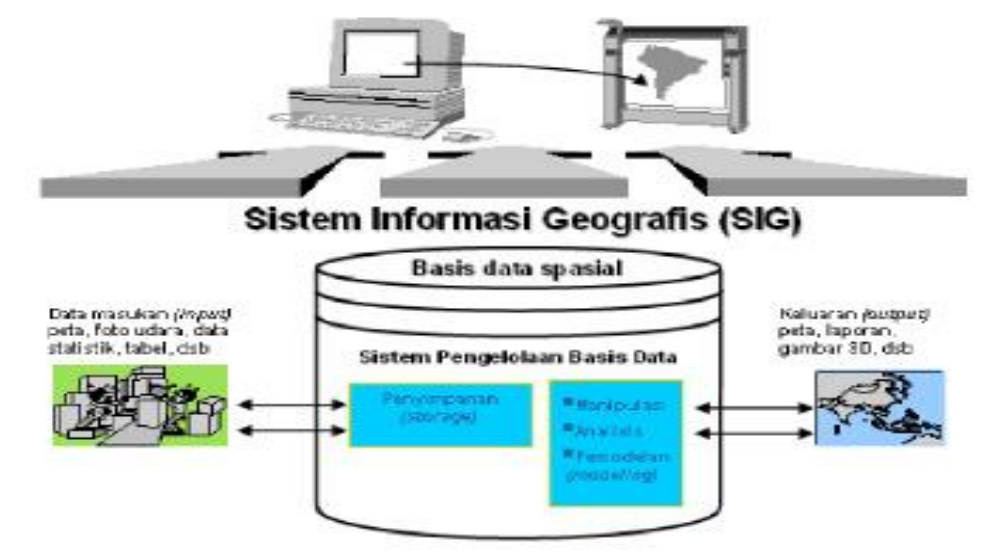 Sistem Informasi Geografis (SIG)
Basis data spasial
Data masukan (input)
peta, foto udara, data
statistik, tabel, dsb
Keluaran (output)
peta, laporan,
gambar 3D, dsb
Sistem Pengelolaan Basis Data
Penyimpanan
(storage)
▪Manipulasi
▪Analisis
▪Pemodelan
(modelling)